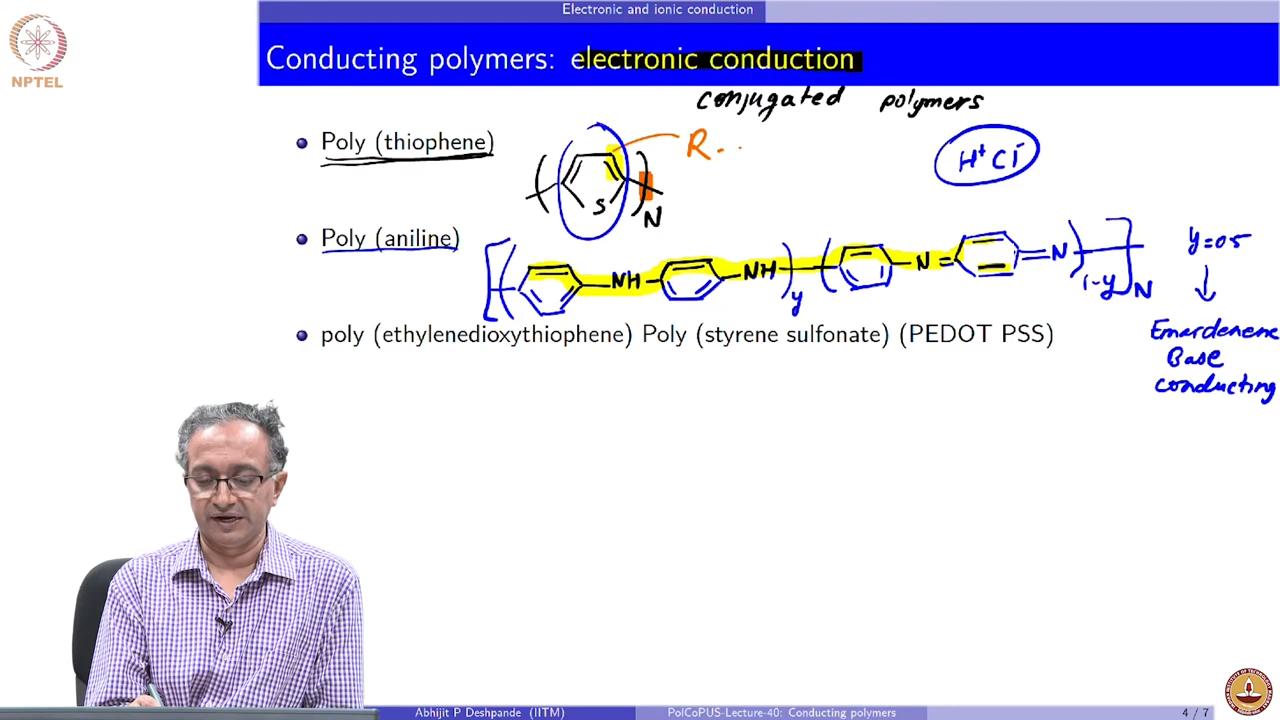 Electronic and ionic conduction
NPTEL
Conducting polymers: electronic conduction
conjugated polymers
Poly (thiophene)
R..
S
N
H+ Cl-
Poly (aniline)
NH
NH
y
N
N
1-y
N
y=0.5
Emardenene
Base
conducting
poly (ethylenedioxythiophene) Poly (styrene sulfonate) (PEDOT PSS)
Abhijit P Deshpande (IITM)
PolCoPUS-Lecture-40: Conducting polymers
4 / 7